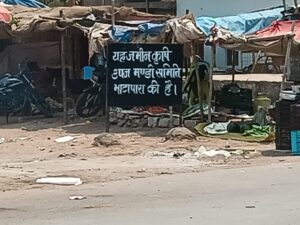 यह जमीन कृषि
उपज मण्डी समिति
भाटापारा की है।